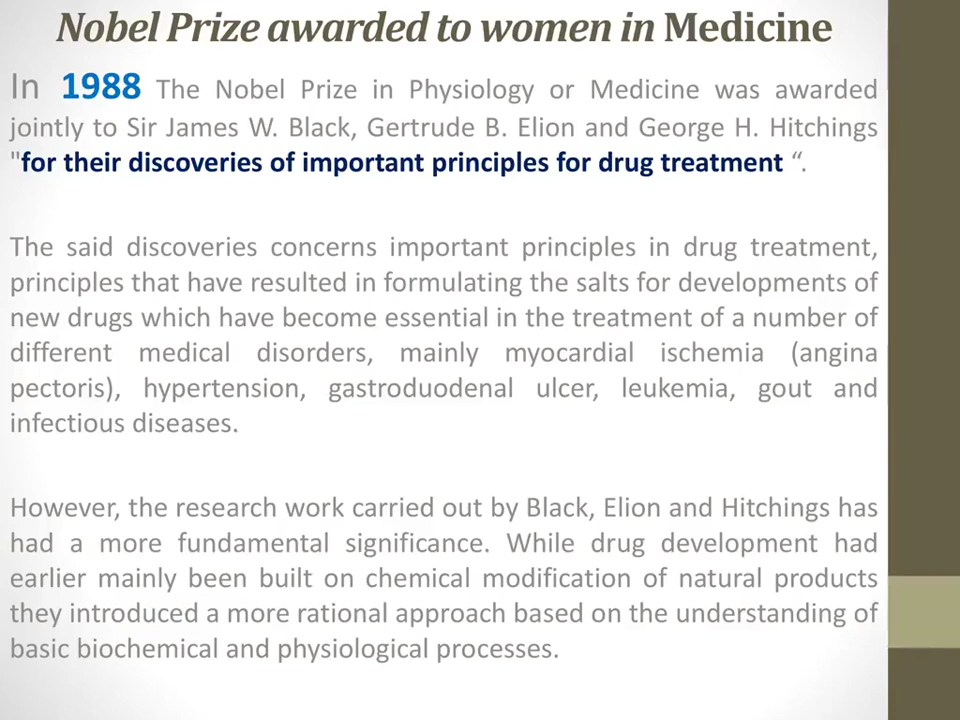 Nobel Prize awarded to women in Medicine
In 1988 The Nobel Prize in Physiology or Medicine was awarded
jointly to Sir James W. Black, Gertrude B. Elion and George H. Hitchings
"for their discoveries of important principles for drug treatment “.
The said discoveries concerns important principles in drug treatment,
principles that have resulted in formulating the salts for developments of
new drugs which have become essential in the treatment of a number of
different medical disorders, mainly myocardial ischemia (angina
pectoris), hypertension, gastroduodenal ulcer, leukemia, gout and
infectious diseases.
However, the research work carried out by Black, Elion and Hitchings has
had a more fundamental significance. While drug development had
earlier mainly been built on chemical modification of natural products
they introduced a more rational approach based on the understanding of
basic biochemical and physiological processes.